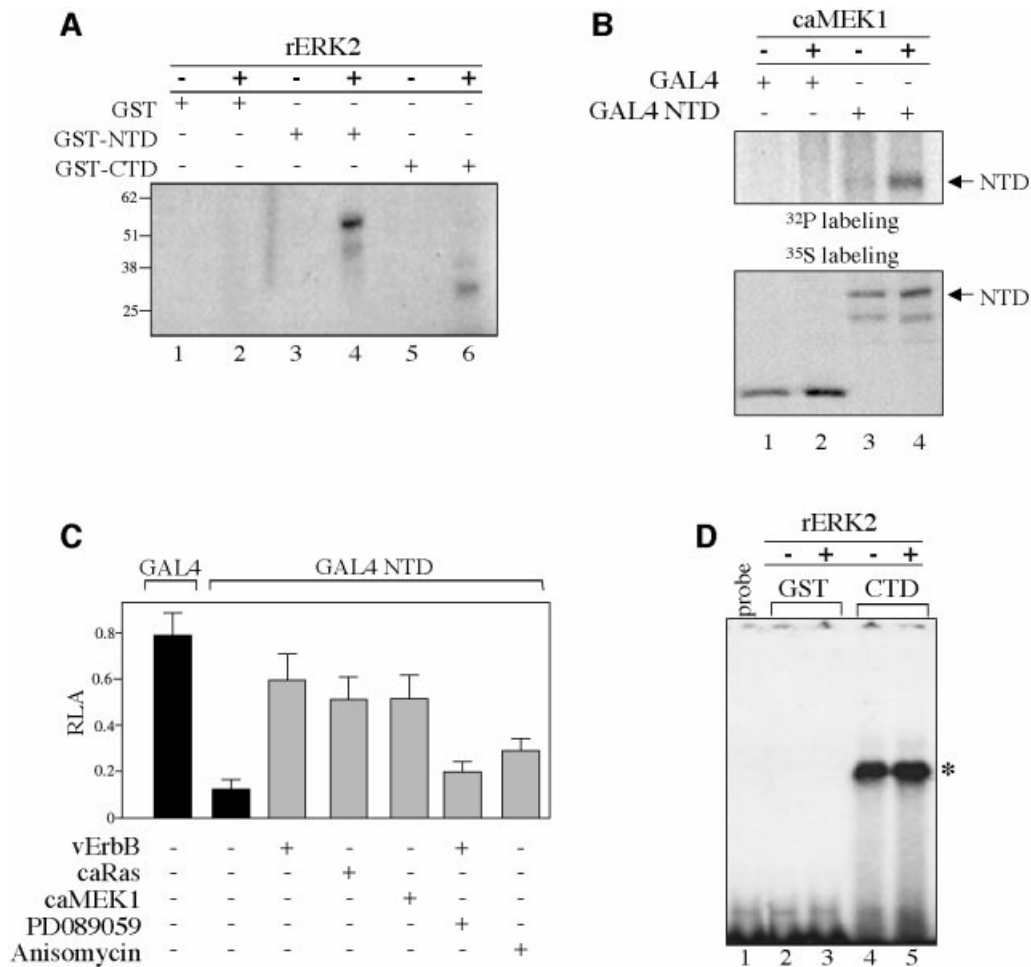 A
rERK2
- + - + - +
GST + + - - - -
GST-NTD - - + + - -
GST-CTD - - - - + +
62
51
38
25
1 2 3 4 5 6
B
caMEK1
- + - +
GAL4 + + - -
GAL4 NTD - - + +
NTD
32P labeling
35S labeling
NTD
1 2 3 4
C
GAL4 GAL4 NTD
RLA
0.8
0.6
0.4
0.2
0
vErbB - - + - - + -
caRas - - - + - - -
caMEK1 - - - - + - -
PD089059 - - - - - + -
Anisomycin - - - - - - +
D
rERK2
- + - +
probe GST CTD
*
1 2 3 4 5